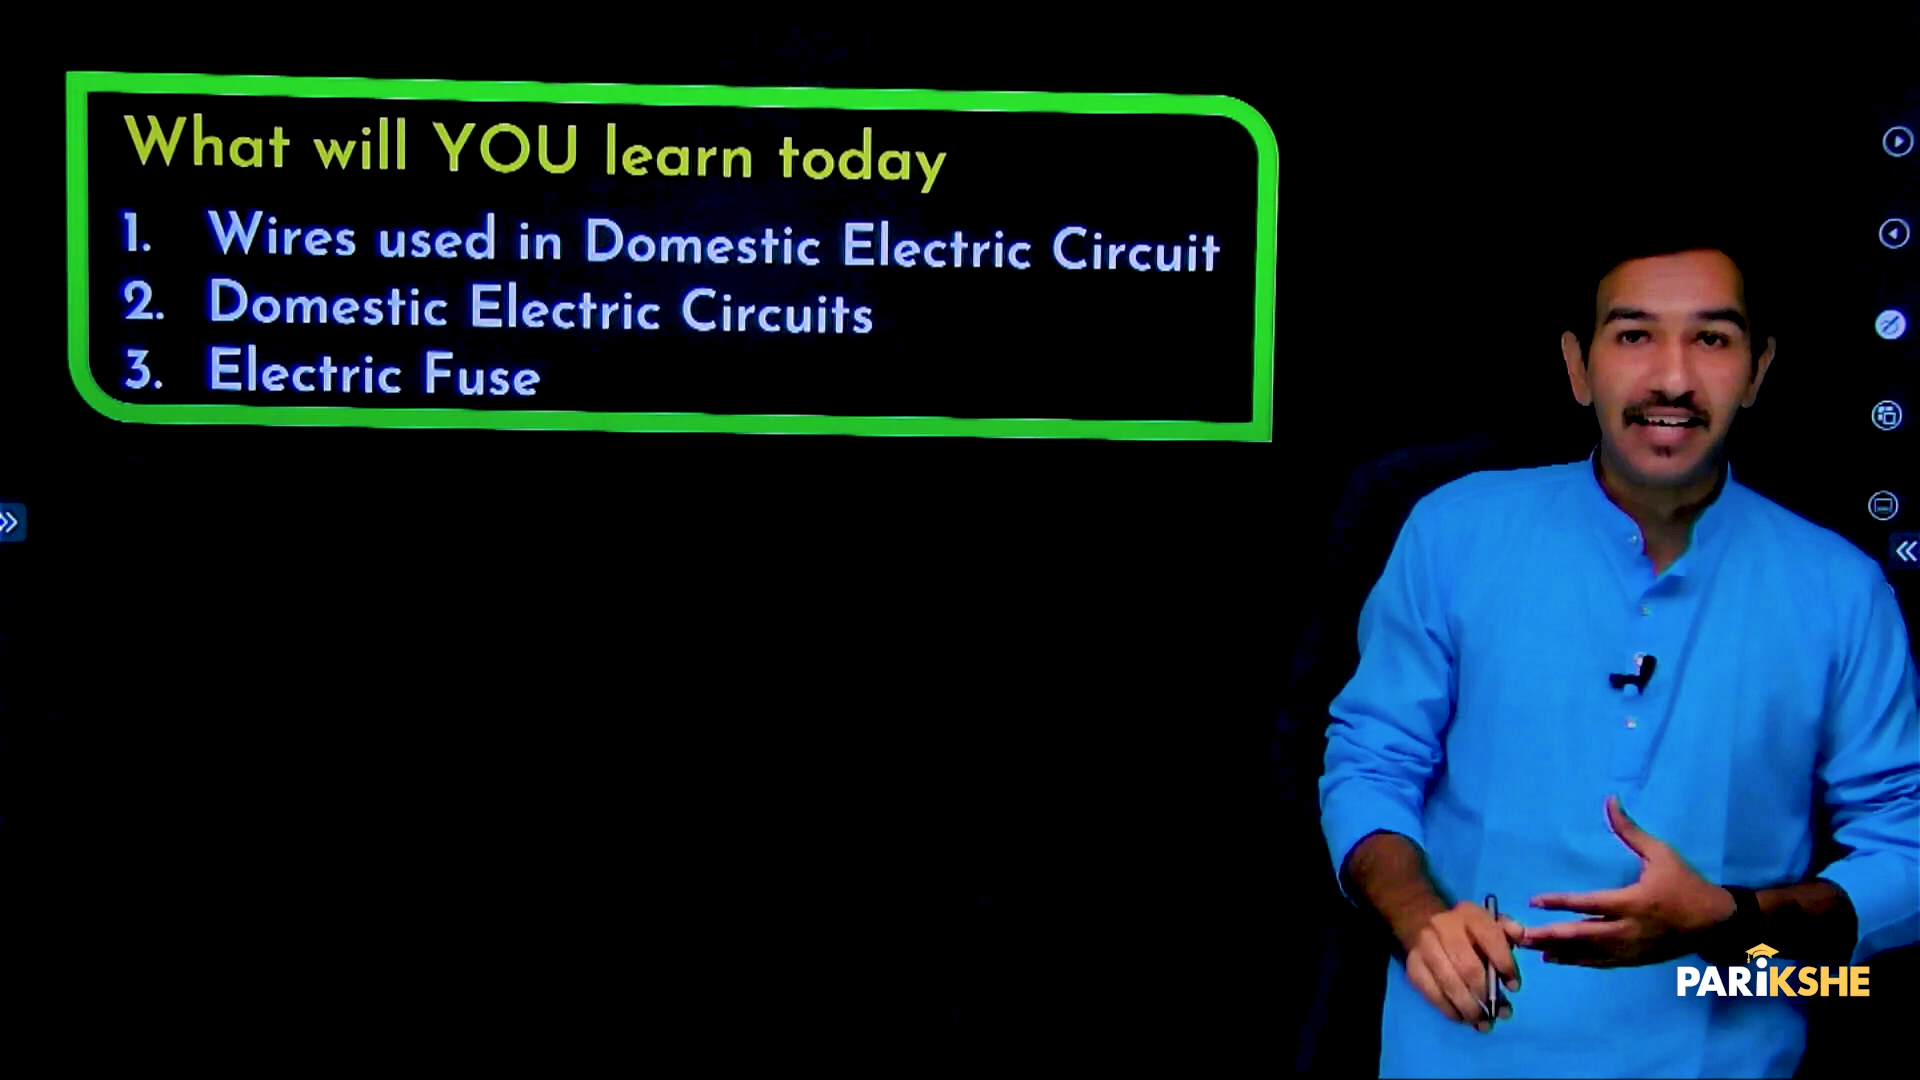 What will YOU learn today
1. Wires used in Domestic Electric Circuit
2. Domestic Electric Circuits
3. Electric Fuse
PARiKSHE